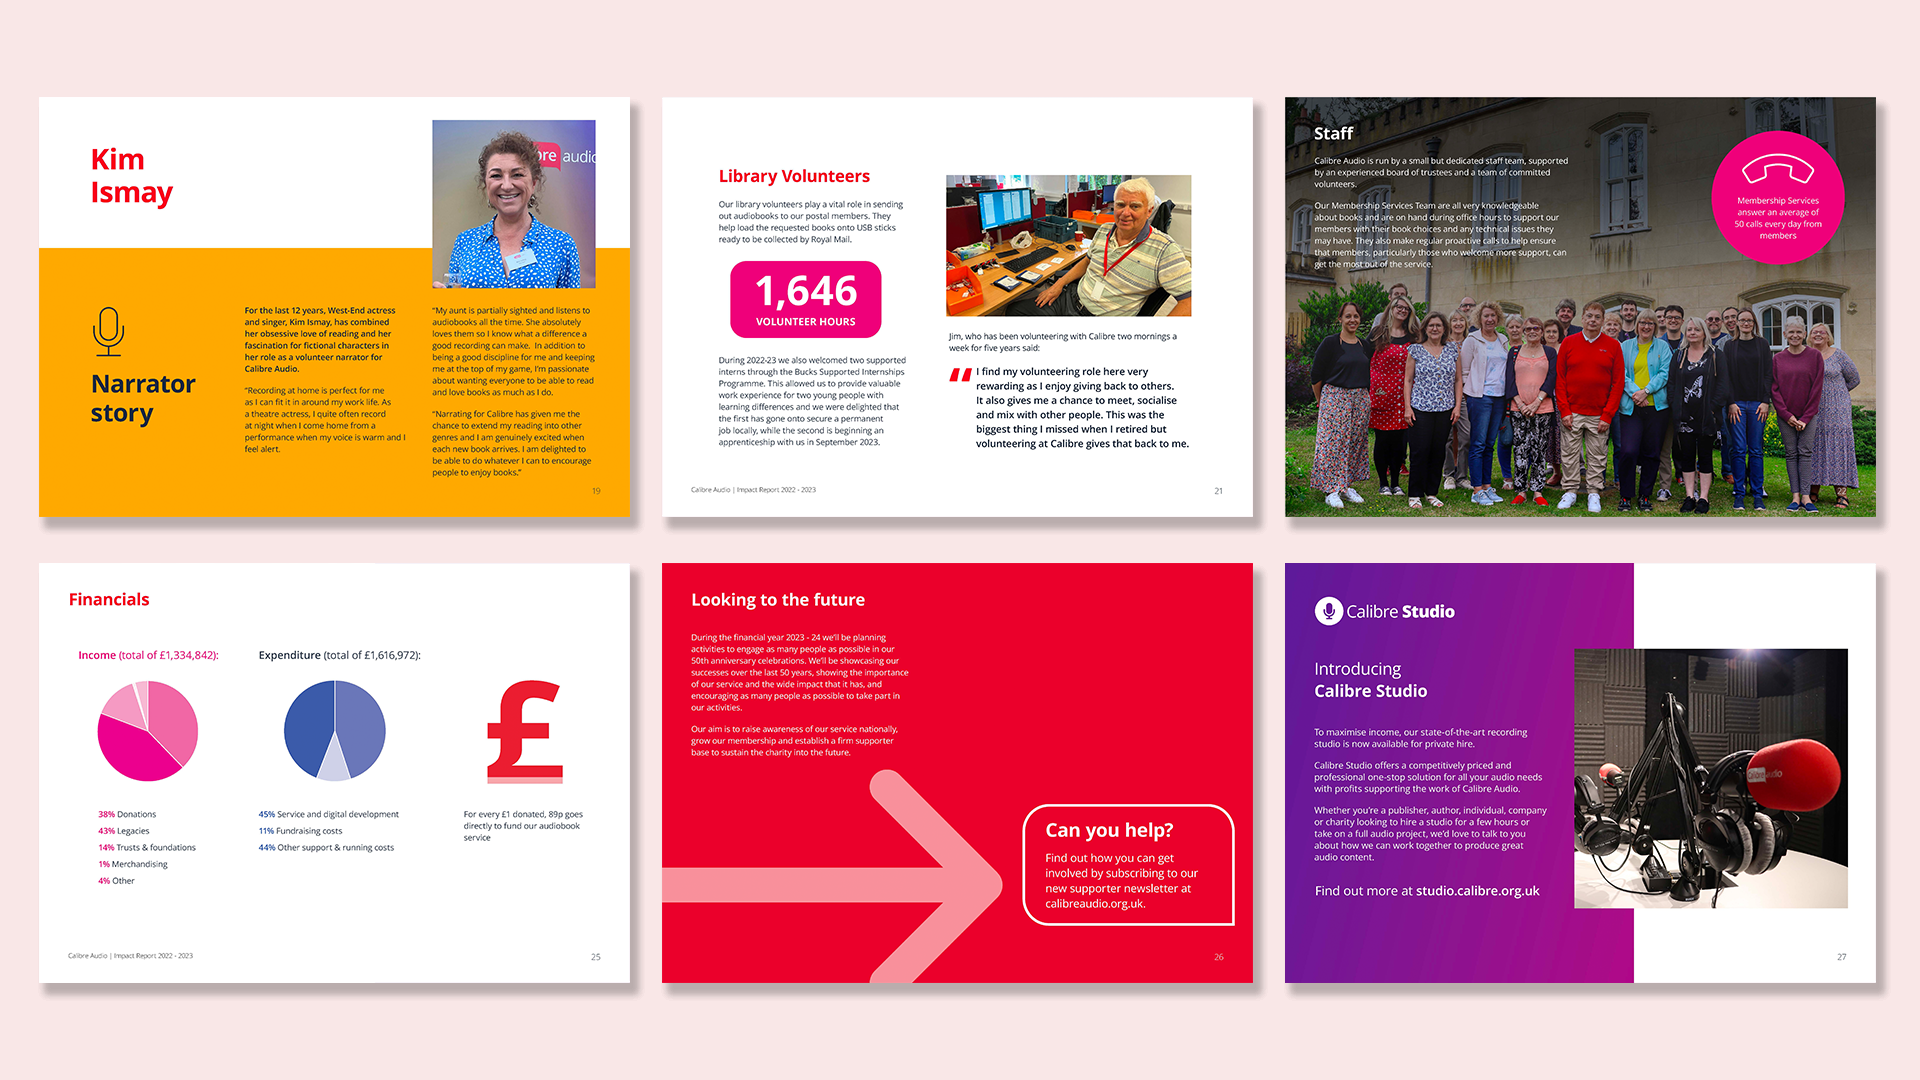 Kim
Ismay
bre audio
Narrator
story
For the last 12 years, West-End actress
and singer, Kim Ismay, has combined
her obsessive love of reading and her
fascination for fictional characters in
her role as a volunteer narrator for
Calibre Audio.
“Recording at home is perfect for me
as I can fit it in around my work life. As
a theatre actress, I quite often record
at night when I come home from a
performance when my voice is warm and I
feel alert.
“My aunt is partially sighted and listens to
audiobooks all the time. She absolutely
loves them so I know what a difference a
good recording can make. In addition to
being a good discipline for me and keeping
me at the top of my game, I’m passionate
about wanting everyone to be able to read
and love books as much as I do.
“Narrating for Calibre has given me the
chance to extend my reading into other
genres and I am genuinely excited when
each new book arrives. I am delighted to
be able to do whatever I can to encourage
people to enjoy books.”
19
Library Volunteers
Our library volunteers play a vital role in sending
out audiobooks to our postal members. They
help load the requested books onto USB sticks
ready to be collected by Royal Mail.
1,646
VOLUNTEER HOURS
During 2022-23 we also welcomed two supported
interns through the Bucks Supported Internships
Programme. This allowed us to provide valuable
work experience for two young people with
learning differences and we were delighted that
the first has gone onto secure a permanent
job locally, while the second is beginning an
apprenticeship with us in September 2023.
Jim, who has been volunteering with Calibre two mornings a
week for five years said:
“ I find my volunteering role here very
rewarding as I enjoy giving back to others.
It also gives me a chance to meet, socialise
and mix with other people. This was the
biggest thing I missed when I retired but
volunteering at Calibre gives that back to me.
Calibre Audio | Impact Report 2022 - 2023
21
Staff
Calibre Audio is run by a small but dedicated staff team, supported
by an experienced board of trustees and a team of committed
volunteers.
Our Membership Services Team are all very knowledgeable
about books and are on hand during office hours to support our
members with their book choices and any technical issues they
may have. They also make regular proactive calls to help ensure
that members, particularly those who welcome more support, can
get the most out of the service.
Membership Services
answer an average of
50 calls every day from
members
Financials
Income (total of £1,334,842):
38% Donations
43% Legacies
14% Trusts & foundations
1% Merchandising
4% Other
Expenditure (total of £1,616,972):
45% Service and digital development
11% Fundraising costs
44% Other support & running costs
£
For every £1 donated, 89p goes
directly to fund our audiobook
service
Calibre Audio | Impact Report 2022 - 2023
25
Looking to the future
During the financial year 2023 - 24 we’ll be planning
activities to engage as many people as possible in our
50th anniversary celebrations. We’ll be showcasing our
successes over the last 50 years, showing the importance
of our service and the wide impact that it has, and
encouraging as many people as possible to take part in
our activities.
Our aim is to raise awareness of our service nationally,
grow our membership and establish a firm supporter
base to sustain the charity into the future.
Can you help?
Find out how you can get
involved by subscribing to our
new supporter newsletter at
calibreaudio.org.uk.
26
Calibre Studio
Introducing
Calibre Studio
To maximise income, our state-of-the-art recording
studio is now available for private hire.
Calibre Studio offers a competitively priced and
professional one-stop solution for all your audio needs
with profits supporting the work of Calibre Audio.
Whether you’re a publisher, author, individual, company
or charity looking to hire a studio for a few hours or
take on a full audio project, we’d love to talk to you
about how we can work together to produce great
audio content.
Find out more at studio.calibre.org.uk
27